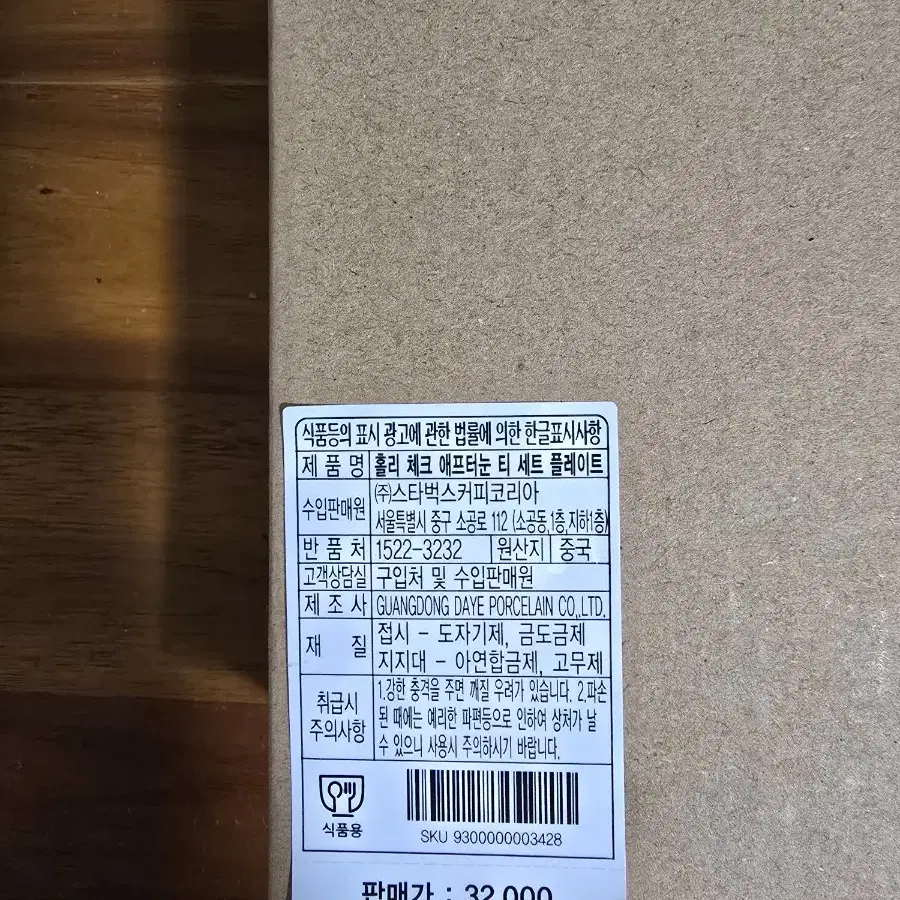 식품등의 표시 광고에 관한 법률에 의한 한글표시사항
제 품 명 홀리 체크 애프터눈 티 세트 플레이트
수입판매원 ㈜스타벅스커피코리아
서울특별시 중구 소공로 112 (소공동,1층,지하1층)
반 품 처 1522-3232 원산지 중국
고객상담실 구입처 및 수입판매원
제 조 사 GUANGDONG DAYE PORCELAIN CO,.LTD.
재 질 접시 - 도자기제, 금도금제
지지대 - 아연합금제, 고무제
취급시 주의사항 1.강한 충격을 주면 깨질 우려가 있습니다. 2.파손
된 때에는 예리한 파편등으로 인하여 상처가 날
수 있으니 사용시 주의하시기 바랍니다.
식품용
SKU 9300000003428
판매가 : 32,000